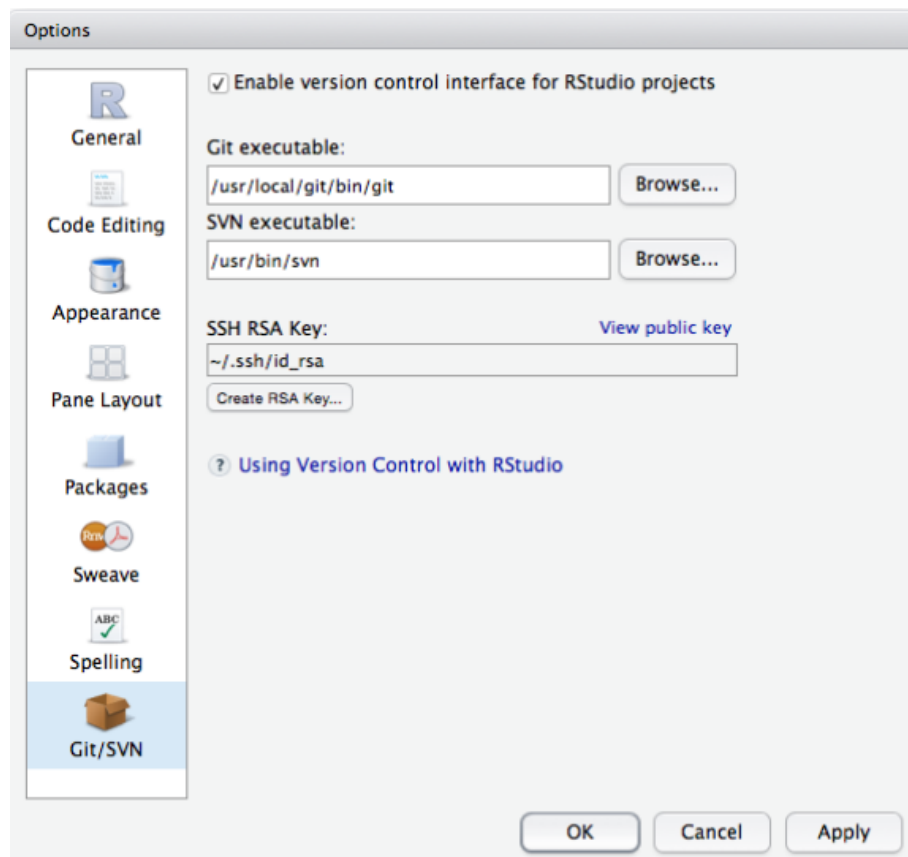 Options
General
Code Editing
Appearance
Pane Layout
Packages
Rnw
Sweave
ABC
Spelling
Git/SVN
Enable version control interface for RStudio projects
Git executable:
/usr/local/git/bin/git
Browse...
SVN executable:
/usr/bin/svn
Browse...
SSH RSA Key:
View public key
~/.ssh/id_rsa
Create RSA Key...
? Using Version Control with RStudio
OK
Cancel
Apply